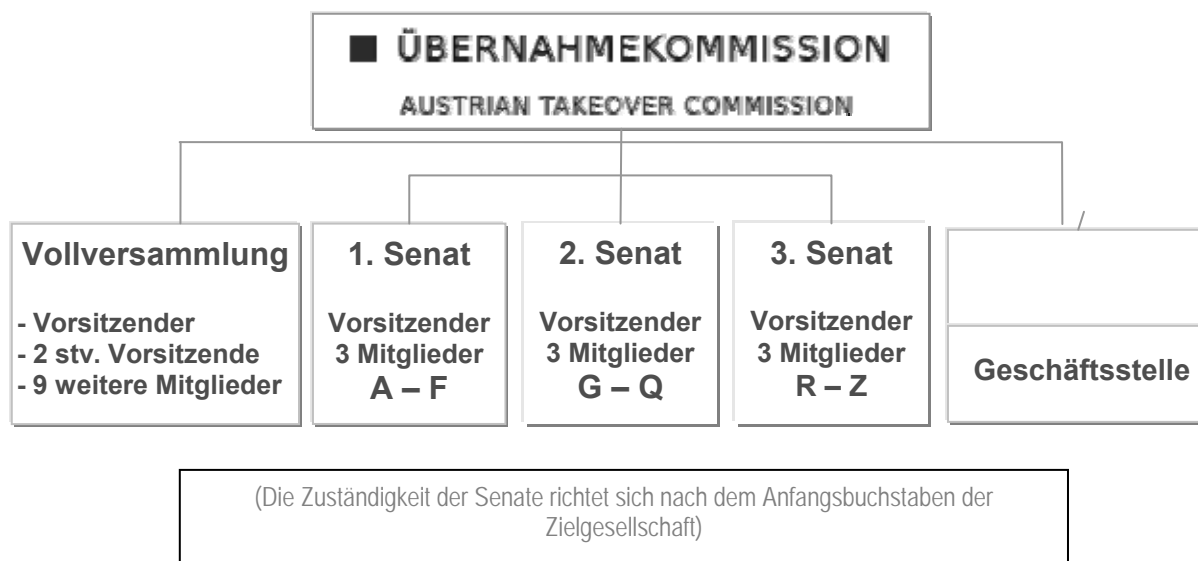 ■ ÜBERNAHMEKOMMISSION
AUSTRIAN TAKEOVER COMMISSION
Vollversammlung
- Vorsitzender
- 2 stv. Vorsitzende
- 9 weitere Mitglieder
1. Senat
Vorsitzender
3 Mitglieder
A – F
2. Senat
Vorsitzender
3 Mitglieder
G – Q
3. Senat
Vorsitzender
3 Mitglieder
R – Z
Geschäftsstelle
(Die Zuständigkeit der Senate richtet sich nach dem Anfangsbuchstaben der
Zielgesellschaft)